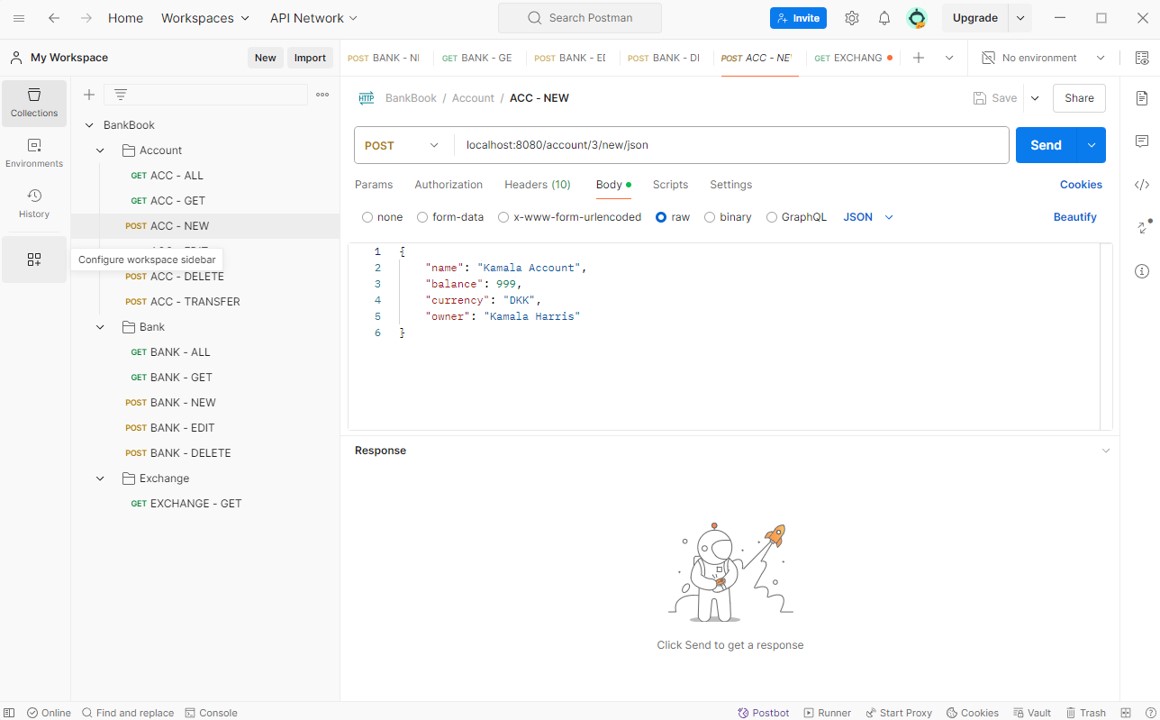 Home
Workspaces
API Network
Search Postman
Invite
Upgrade
My Workspace
New
Import
POST BANK - NI
GET BANK - GE
POST BANK - EI
POST BANK - DI
POST ACC - NE
GET EXCHANG
No environment
Collections
Environments
History
BankBook
Account
GET ACC - ALL
GET ACC - GET
POST ACC - NEW
Configure workspace sidebar
POST ACC - DELETE
POST ACC - TRANSFER
Bank
GET BANK - ALL
GET BANK - GET
POST BANK - NEW
POST BANK - EDIT
POST BANK - DELETE
Exchange
GET EXCHANGE - GET
HTTP BankBook / Account / ACC - NEW
Save
Share
POST localhost:8080/account/3/new/json
Send
Params
Authorization
Headers (10)
Body
Scripts
Settings
Cookies
none
form-data
x-www-form-urlencoded
raw
binary
GraphQL
JSON
Beautify
1 {
2 "name": "Kamala Account",
3 "balance": 999,
4 "currency": "DKK",
5 "owner": "Kamala Harris"
6 }
Response
Click Send to get a response
Online
Find and replace
Console
Postbot
Runner
Start Proxy
Cookies
Vault
Trash